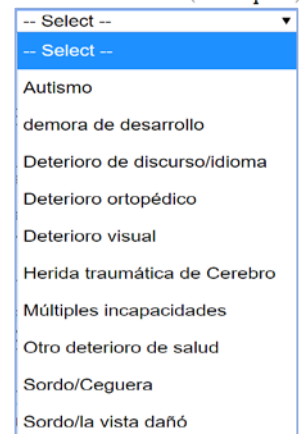 -- Select --
-- Select --
Autismo
demora de desarrollo
Deterioro de discurso/idioma
Deterioro ortopédico
Deterioro visual
Herida traumática de Cerebro
Múltiples incapacidades
Otro deterioro de salud
Sordo/Ceguera
Sordo/la vista dañó